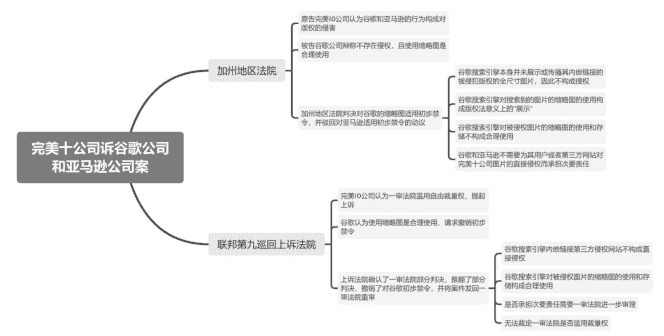 完美十公司诉谷歌公司
和亚马逊公司案
加州地区法院
原告完美10公司认为谷歌和亚马逊的行为构成对
版权的侵害
被告谷歌公司辩称不存在侵权，且使用缩略图是
合理使用
加州地区法院判决对谷歌的缩略图适用初步禁
令，并驳回对亚马逊适用初步禁令的动议
谷歌搜索引擎本身并未展示或传播其内嵌链接的
被侵犯版权的全尺寸图片，因此不构成侵权
谷歌搜索引擎对搜索到的图片的缩略图的使用构
成版权法意义上的“展示”
谷歌搜索引擎对被侵权图片的缩略图的使用和存
储不构成合理使用
谷歌和亚马逊不需要为其用户或者第三方网站对
完美十公司图片的直接侵权而承担次要责任
联邦第九巡回上诉法院
完美10公司认为一审法院滥用自由裁量权，提起
上诉
谷歌认为使用缩略图是合理使用，请求撤销初步
禁令
上诉法院确认了一审法院部分判决，推翻了部分
判决，撤销了对谷歌初步禁令，并将案件发回一
审法院重审
谷歌搜索引擎内嵌链接第三方侵权网站不构成直
接侵权
谷歌搜索引擎对被侵权图片的缩略图的使用和存
储构成合理使用
是否承担次要责任需要一审法院进一步审理
无法裁定一审法院是否滥用裁量权